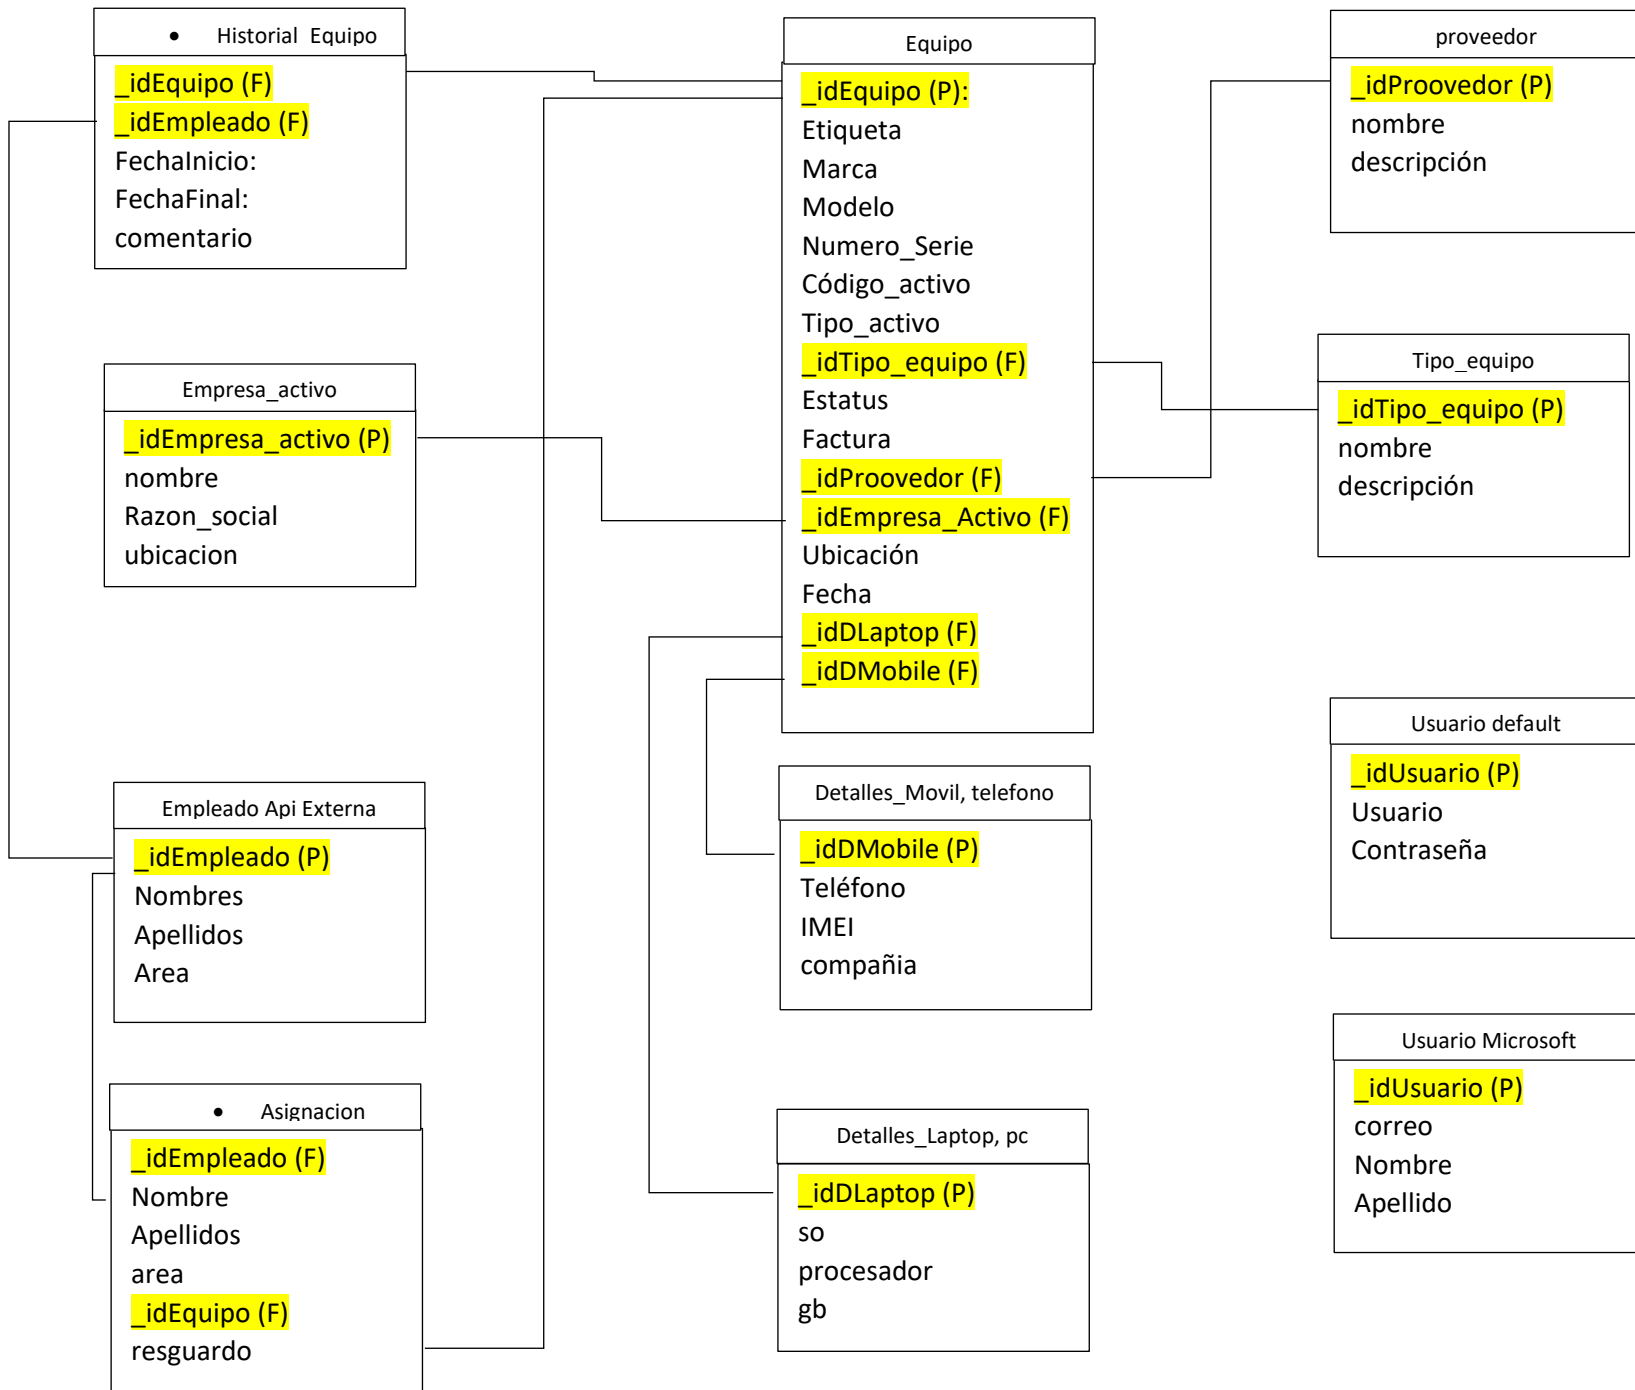 • Historial Equipo
_idEquipo (F)
_idEmpleado (F)
FechaInicio:
FechaFinal:
comentario
Equipo
_idEquipo (P):
Etiqueta
Marca
Modelo
Numero_Serie
Código_activo
Tipo_activo
_idTipo_equipo (F)
Estatus
Factura
_idProovedor (F)
_idEmpresa_Activo (F)
Ubicación
Fecha
_idDLaptop (F)
_idDMobile (F)
proveedor
_idProovedor (P)
nombre
descripción
Empresa_activo
_idEmpresa_activo (P)
nombre
Razon_social
ubicacion
Tipo_equipo
_idTipo_equipo (P)
nombre
descripción
Usuario default
_idUsuario (P)
Usuario
Contraseña
Empleado Api Externa
_idEmpleado (P)
Nombres
Apellidos
Area
Detalles_Movil, telefono
_idDMobile (P)
Teléfono
IMEI
compañia
Usuario Microsoft
_idUsuario (P)
correo
Nombre
Apellido
• Asignacion
_idEmpleado (F)
Nombre
Apellidos
area
_idEquipo (F)
resguardo
Detalles_Laptop, pc
_idDLaptop (P)
so
procesador
gb